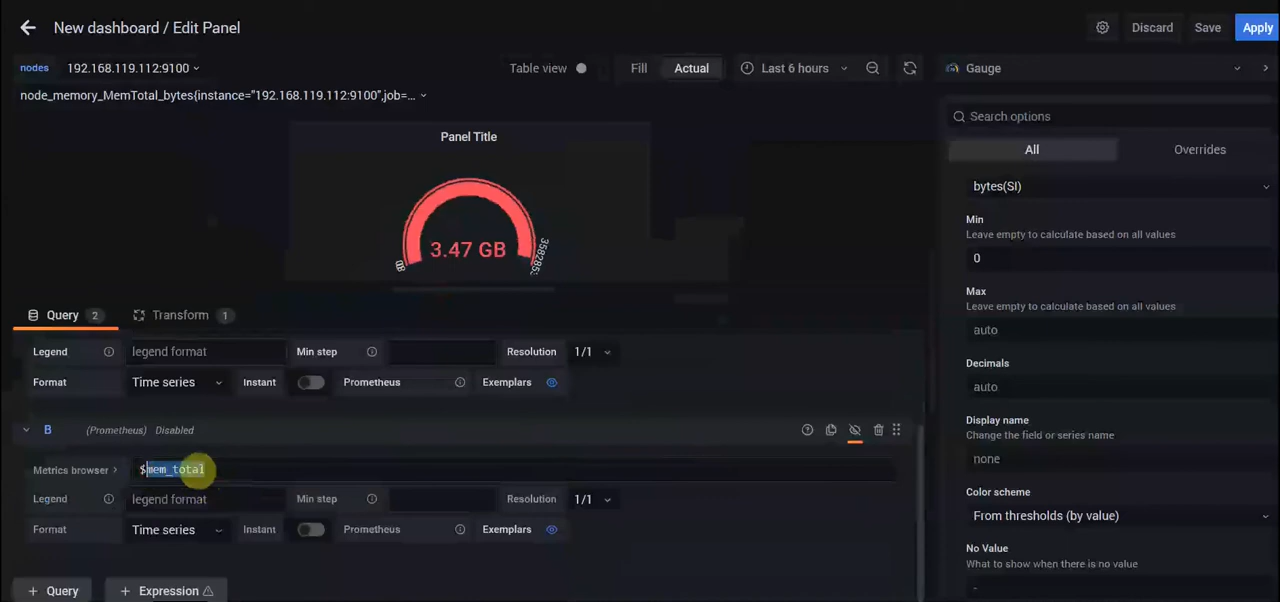 New dashboard / Edit Panel
Discard
Save
Apply
nodes
192.168.119.112:9100
Table view
Fill
Actual
Last 6 hours
Gauge
node_memory_MemTotal_bytes{instance="192.168.119.112:9100",job=...
Search options
Panel Title
All
Overrides
3.47 GB
0B
bytes(SI)
Min
Leave empty to calculate based on all values
0
Max
Leave empty to calculate based on all values
auto
Query 2
Transform 1
Legend
legend format
Min step
Resolution
1/1
Format
Time series
Instant
Prometheus
Exemplars
Decimals
auto
Display name
Change the field or series name
none
B
(Prometheus) Disabled
Metrics browser >
$mem_total
Legend
legend format
Min step
Resolution
1/1
Format
Time series
Instant
Prometheus
Exemplars
Color scheme
From thresholds (by value)
No Value
What to show when there is no value
-
+ Query
+ Expression